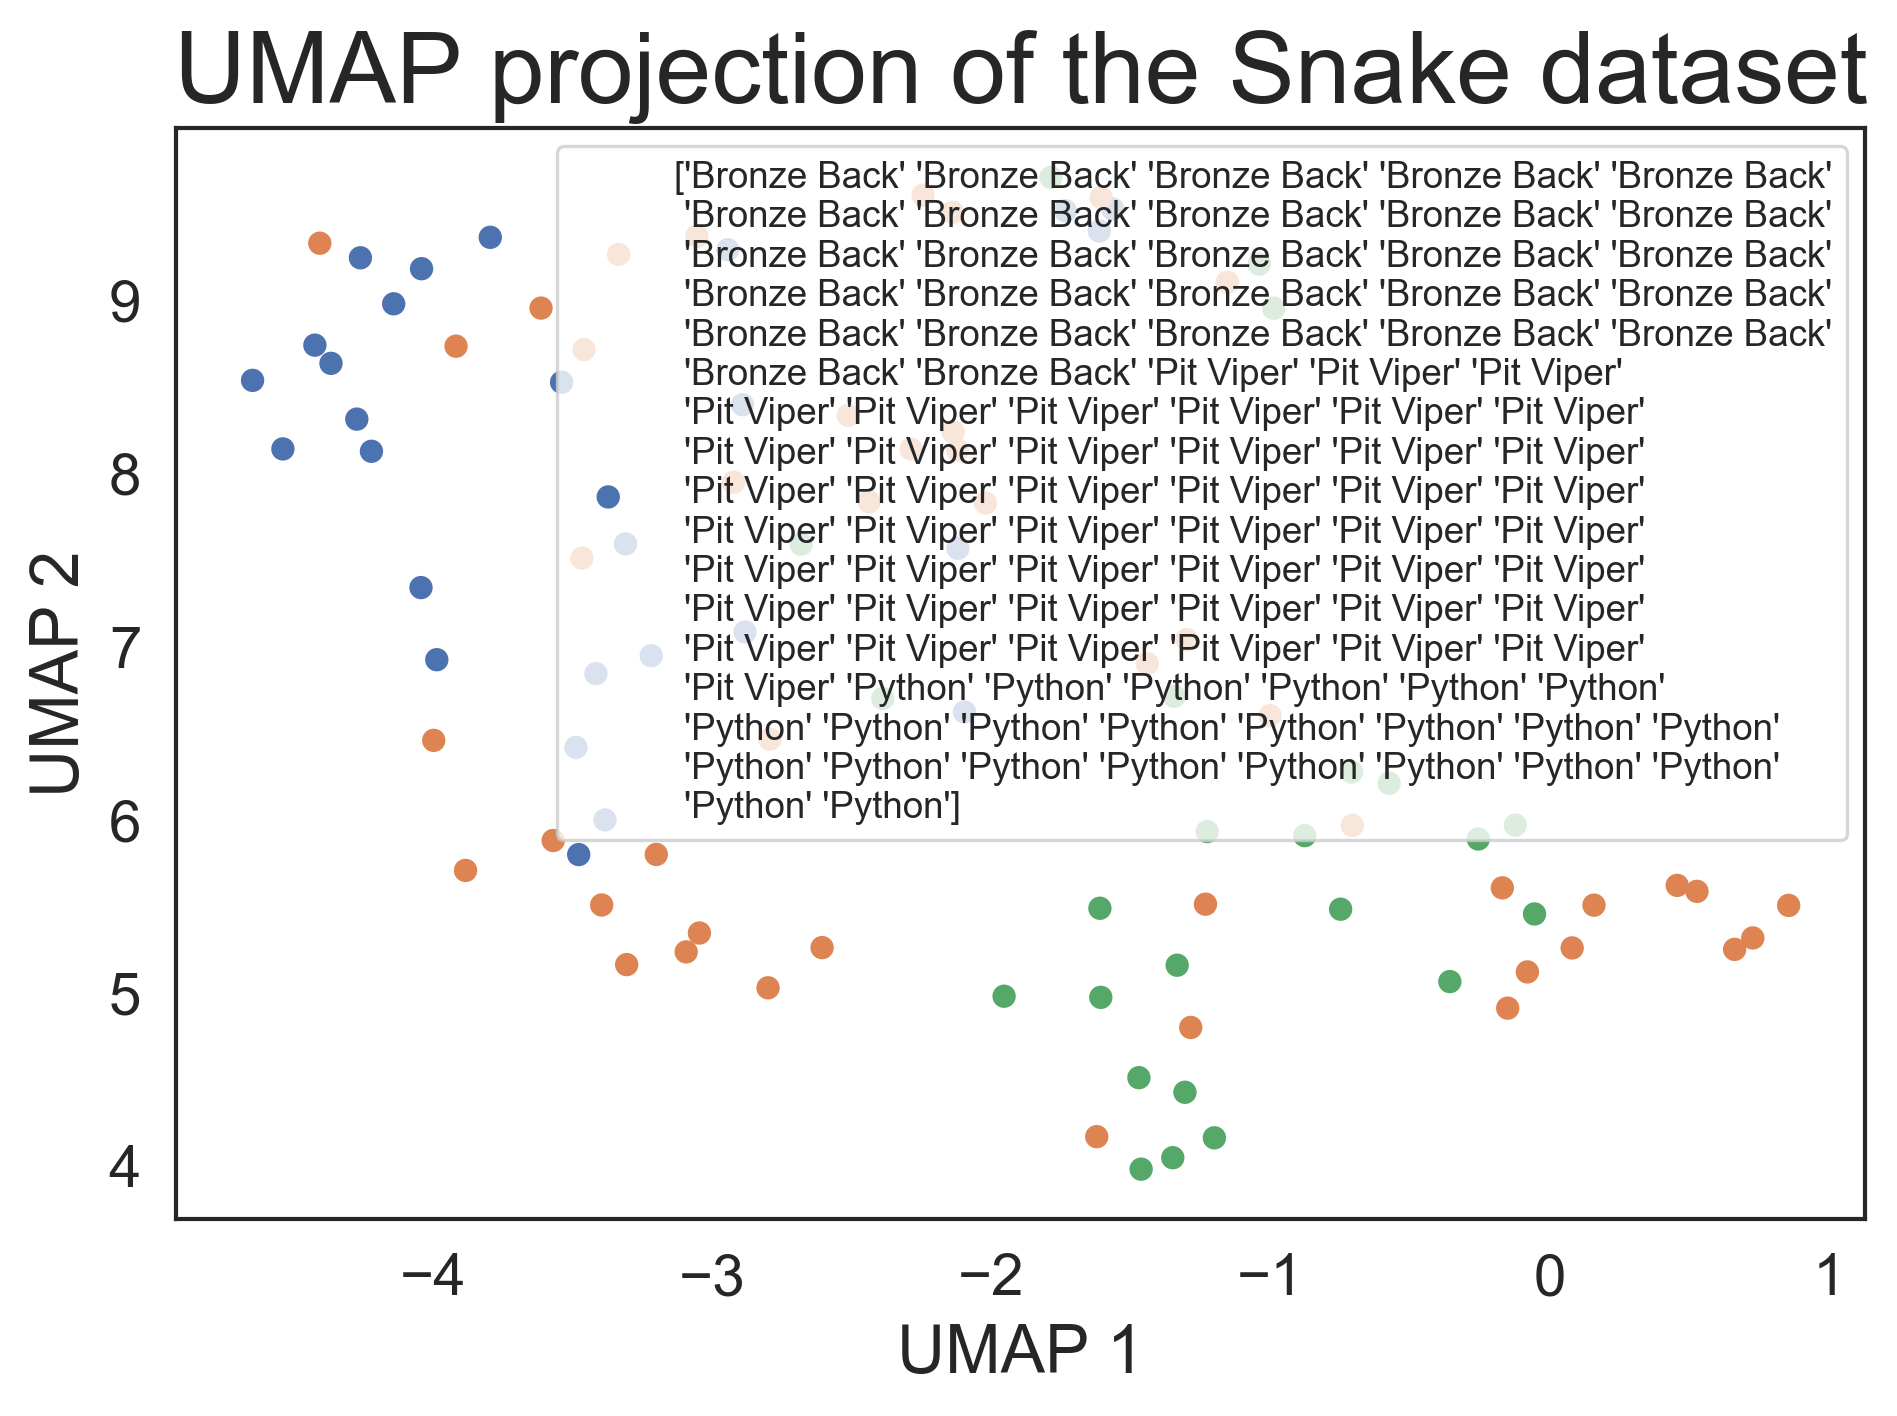 UMAP projection of the Snake dataset
['Bronze Back' 'Bronze Back' 'Bronze Back' 'Bronze Back' 'Bronze Back'
'Bronze Back' 'Bronze Back' 'Bronze Back' 'Bronze Back' 'Bronze Back'
'Bronze Back' 'Bronze Back' 'Bronze Back' 'Bronze Back' 'Bronze Back'
'Bronze Back' 'Bronze Back' 'Bronze Back' 'Bronze Back' 'Bronze Back'
'Bronze Back' 'Bronze Back' 'Bronze Back' 'Bronze Back' 'Bronze Back'
'Bronze Back' 'Bronze Back' 'Pit Viper' 'Pit Viper' 'Pit Viper'
'Pit Viper' 'Pit Viper' 'Pit Viper' 'Pit Viper' 'Pit Viper' 'Pit Viper'
'Pit Viper' 'Pit Viper' 'Pit Viper' 'Pit Viper' 'Pit Viper' 'Pit Viper'
'Pit Viper' 'Pit Viper' 'Pit Viper' 'Pit Viper' 'Pit Viper' 'Pit Viper'
'Pit Viper' 'Pit Viper' 'Pit Viper' 'Pit Viper' 'Pit Viper' 'Pit Viper'
'Pit Viper' 'Pit Viper' 'Pit Viper' 'Pit Viper' 'Pit Viper' 'Pit Viper'
'Pit Viper' 'Pit Viper' 'Pit Viper' 'Pit Viper' 'Pit Viper' 'Pit Viper'
'Pit Viper' 'Pit Viper' 'Pit Viper' 'Pit Viper' 'Pit Viper' 'Pit Viper'
'Pit Viper' 'Python' 'Python' 'Python' 'Python' 'Python' 'Python'
'Python' 'Python' 'Python' 'Python' 'Python' 'Python' 'Python' 'Python'
'Python' 'Python' 'Python' 'Python' 'Python' 'Python' 'Python' 'Python'
'Python' 'Python']
9
8
7
6
5
4
UMAP 2
−4 −3 −2 −1 0 1
UMAP 1